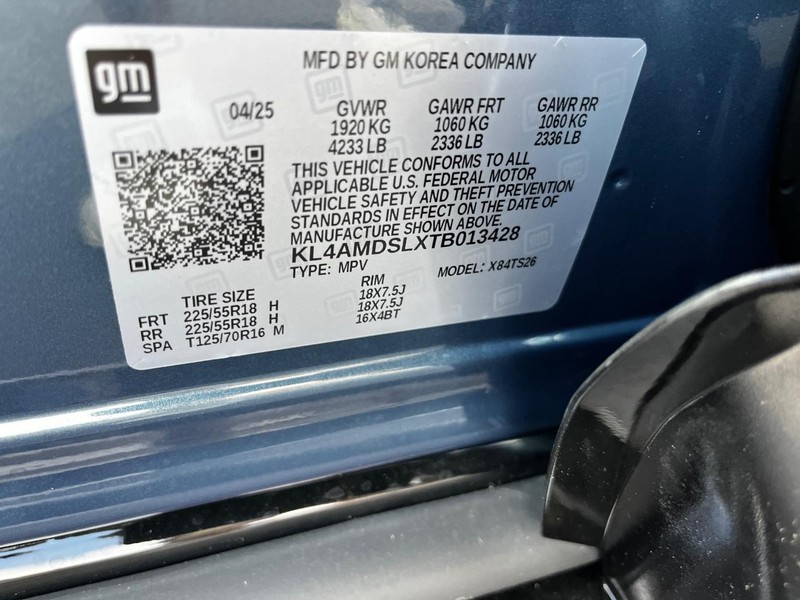 gm
MFD BY GM KOREA COMPANY
04/25
GVWR GAWR FRT GAWR RR
1920 KG 1060 KG 1060 KG
4233 LB 2336 LB 2336 LB
THIS VEHICLE CONFORMS TO ALL
APPLICABLE U.S. FEDERAL MOTOR
VEHICLE SAFETY AND THEFT PREVENTION
STANDARDS IN EFFECT ON THE DATE OF
MANUFACTURE SHOWN ABOVE.
KL4AMDSLXTB013428
TYPE: MPV MODEL: X84TS26
TIRE SIZE RIM
FRT 225/55R18 H 18X7.5J
RR 225/55R18 H 18X7.5J
SPA T125/70R16 M 16X4BT